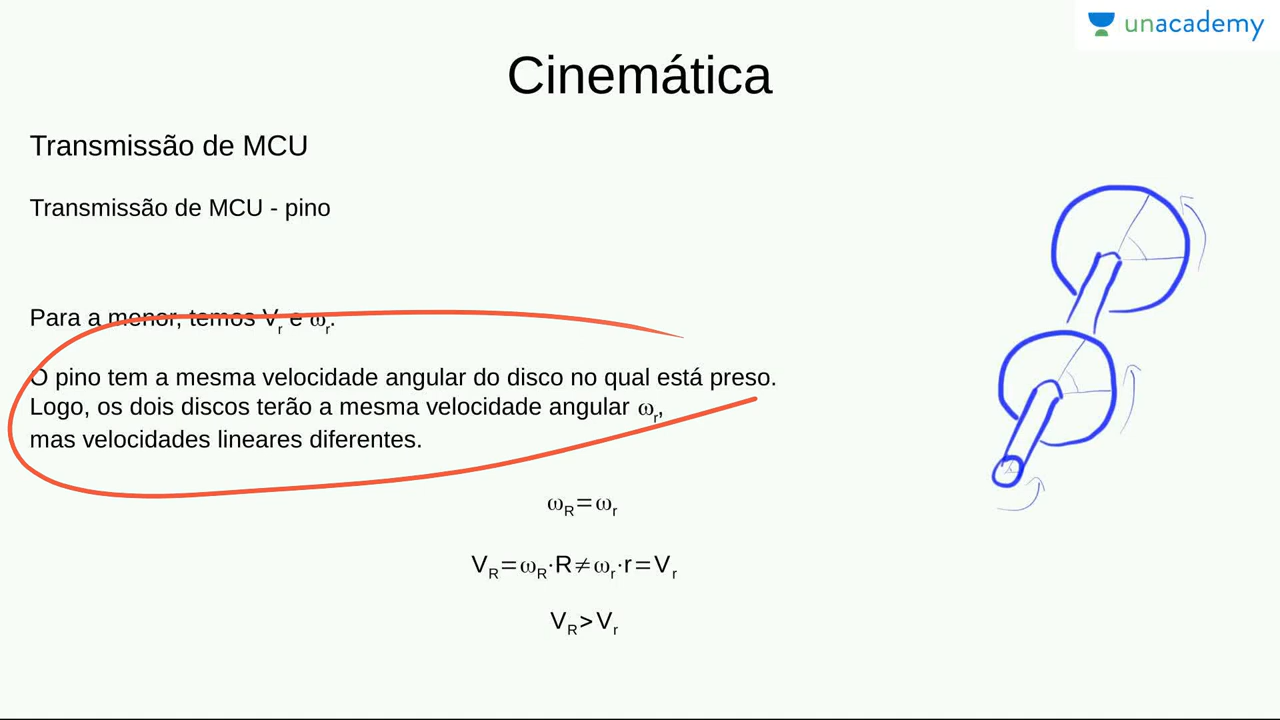 unacademy
Cinemática
Transmissão de MCU
Transmissão de MCU - pino
Para a menor, temos Vr e ωr.
O pino tem a mesma velocidade angular do disco no qual está preso.
Logo, os dois discos terão a mesma velocidade angular ωr,
mas velocidades lineares diferentes.
ωR=ωr
VR=ωR·R≠ωr·r=Vr
VR>Vr